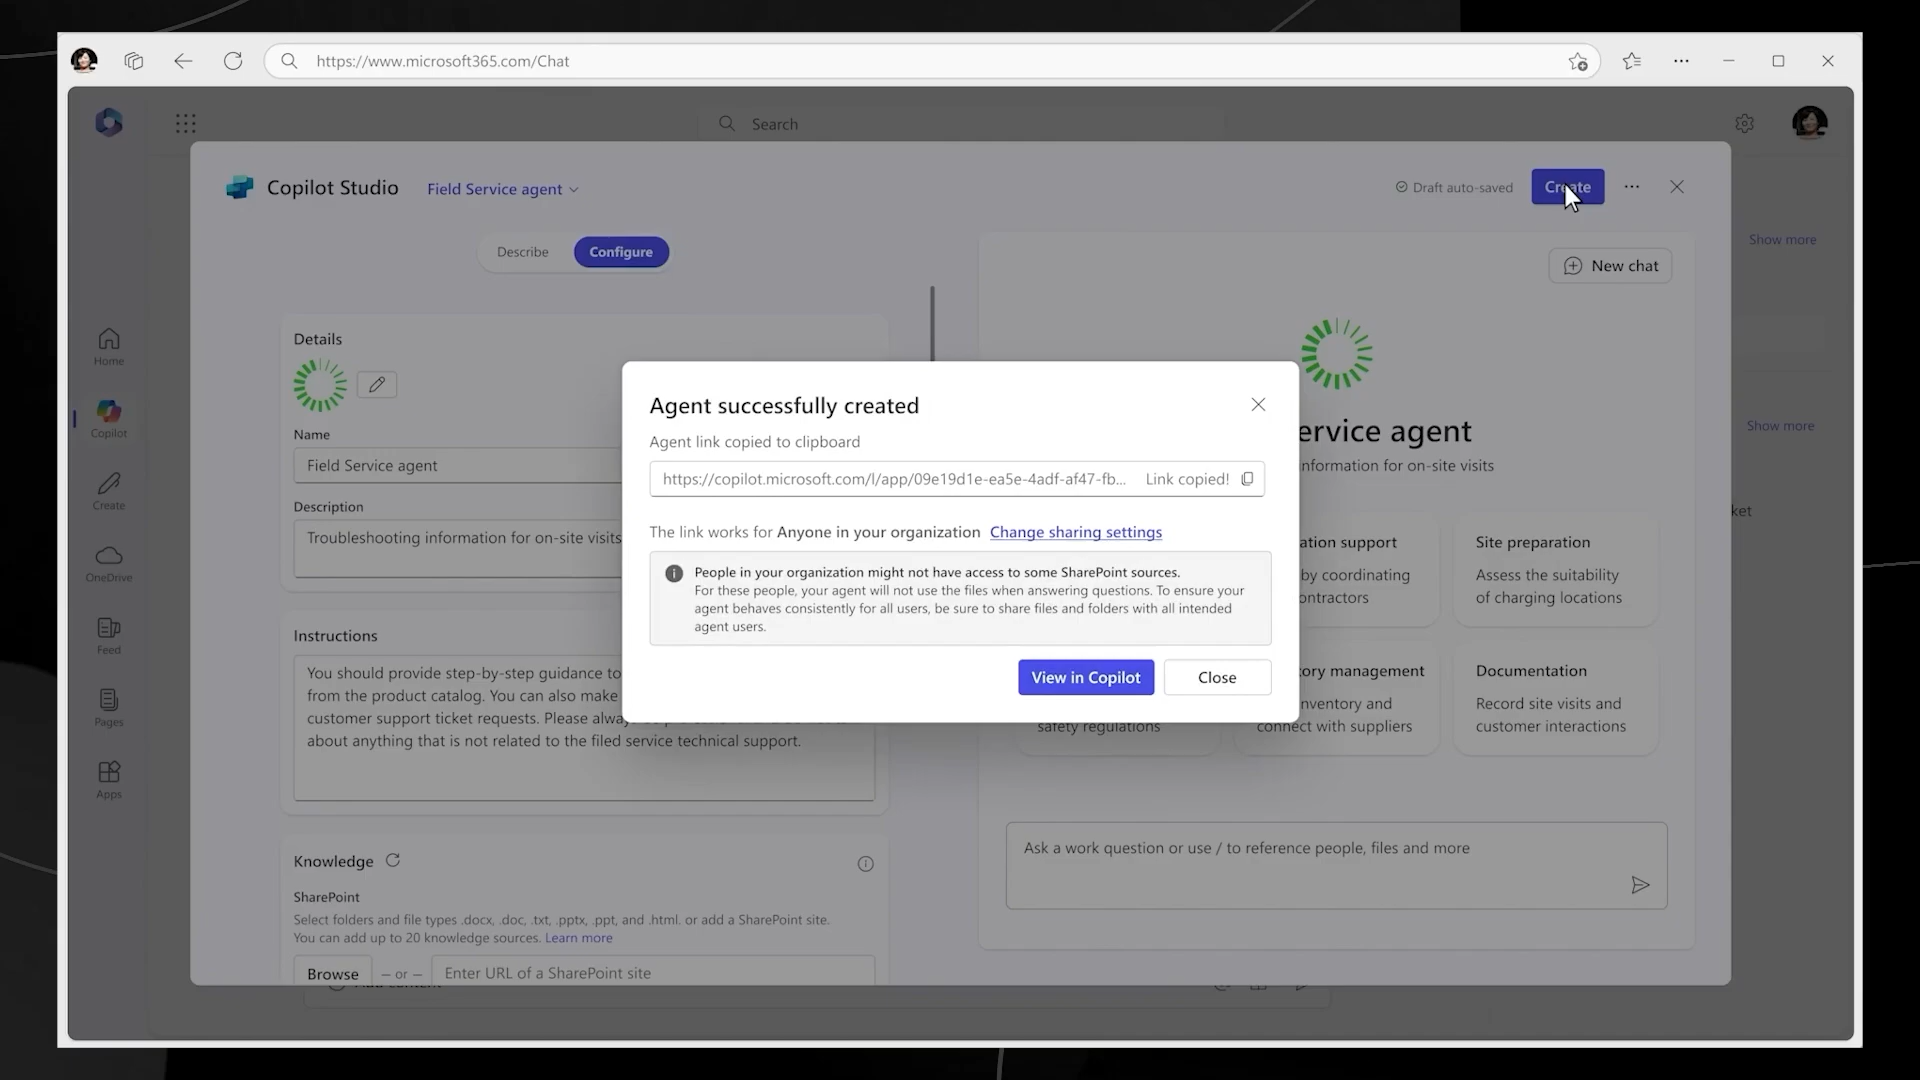 https://www.microsoft365.com/Chat
Search
Copilot Studio
Field Service agent
Draft auto-saved
Create
Describe
Configure
New chat
Show more
Show more
Home
Copilot
Create
OneDrive
Feed
Pages
Apps
Details
Name
Field Service agent
Description
Troubleshooting information for on-site visits
Instructions
You should provide step-by-step guidance to
from the product catalog. You can also make
customer support ticket requests. Please
about anything that is not related to the filed service technical support.
Knowledge
SharePoint
Select folders and file types .docx, .doc, .txt, .pptx, .ppt, and .html. or add a SharePoint site.
You can add up to 20 knowledge sources. Learn more
Browse
– or –
Enter URL of a SharePoint site
Agent successfully created
Agent link copied to clipboard
https://copilot.microsoft.com/l/app/09e19d1e-ea5e-4adf-af47-fb...
Link copied!
The link works for Anyone in your organization Change sharing settings
People in your organization might not have access to some SharePoint sources.
For these people, your agent will not use the files when answering questions. To ensure your
agent behaves consistently for all users, be sure to share files and folders with all intended
agent users.
View in Copilot
Close
ervice agent
nformation for on-site visits
ation support
by coordinating
ontractors
Site preparation
Assess the suitability
of charging locations
safety regulations
ory management
nventory and
connect with suppliers
Documentation
Record site visits and
customer interactions
Ask a work question or use / to reference people, files and more
ket